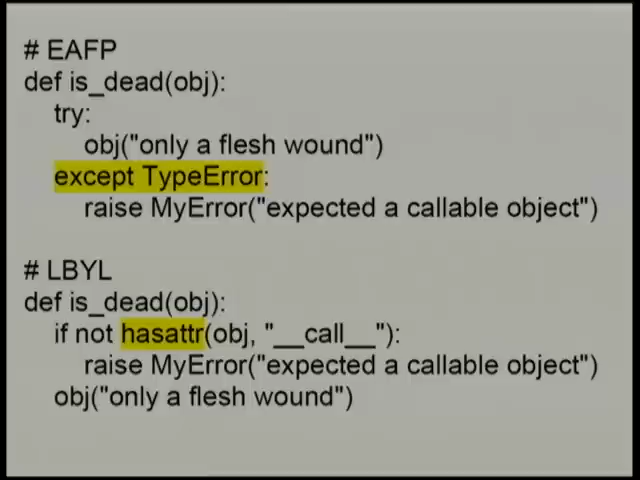 # EAFP
def is_dead(obj):
try:
obj("only a flesh wound")
except TypeError:
raise MyError("expected a callable object")
# LBYL
def is_dead(obj):
if not hasattr(obj, "__call__"):
raise MyError("expected a callable object")
obj("only a flesh wound")